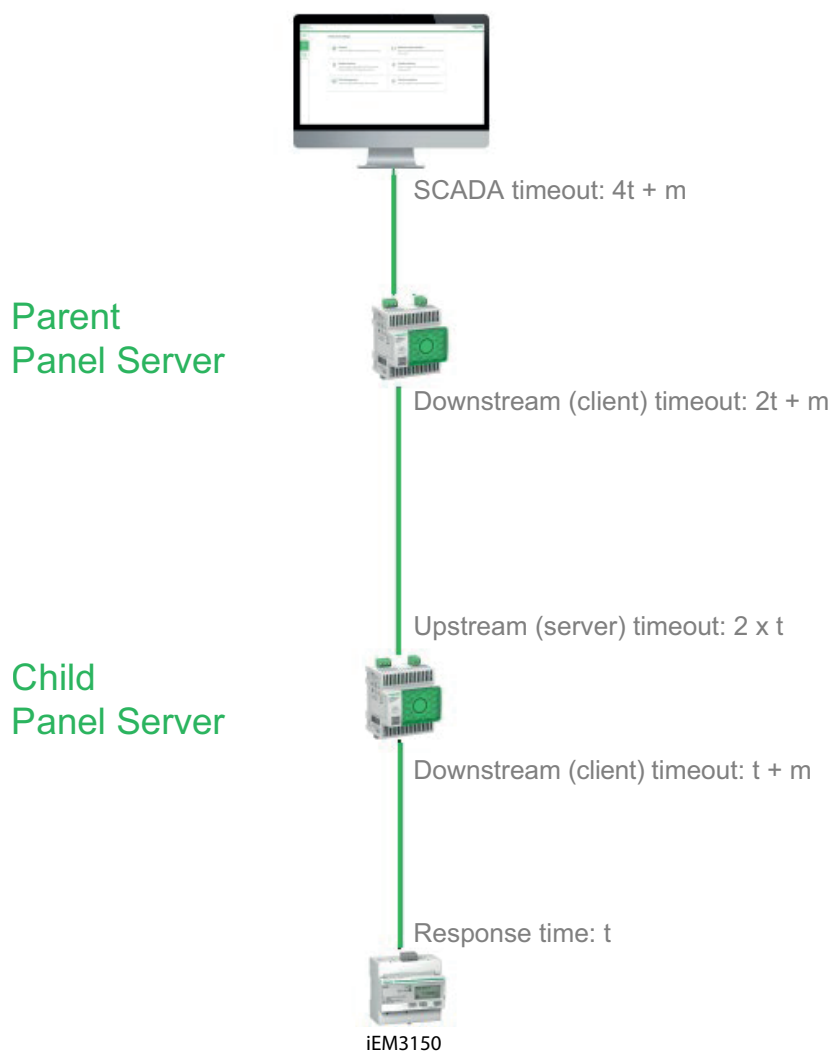 SCADA timeout: 4t + m
Parent
Panel Server
Downstream (client) timeout: 2t + m
Upstream (server) timeout: 2 x t
Child
Panel Server
Downstream (client) timeout: t + m
Response time: t
iEM3150